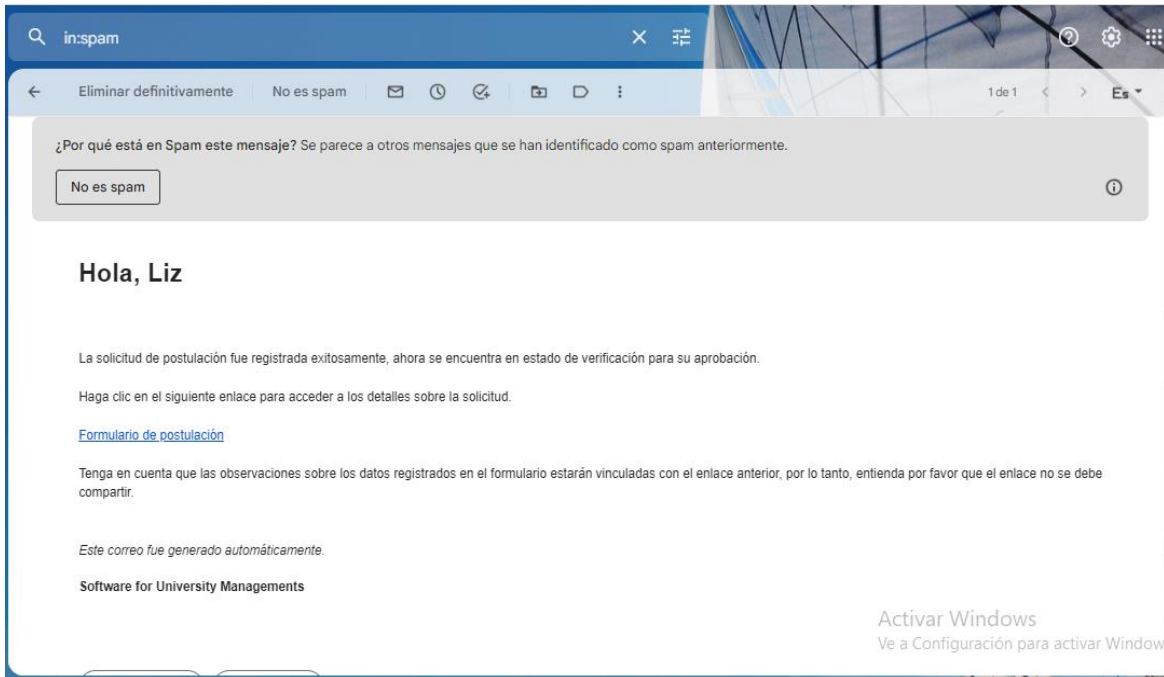 in:spam
Eliminar definitivamente No es spam 1 de 1 Es
¿Por qué está en Spam este mensaje? Se parece a otros mensajes que se han identificado como spam anteriormente.
No es spam
Hola, Liz
La solicitud de postulación fue registrada exitosamente, ahora se encuentra en estado de verificación para su aprobación.
Haga clic en el siguiente enlace para acceder a los detalles sobre la solicitud.
Formulario de postulación
Tenga en cuenta que las observaciones sobre los datos registrados en el formulario estarán vinculadas con el enlace anterior, por lo tanto, entienda por favor que el enlace no se debe
compartir.
Este correo fue generado automáticamente.
Software for University Managements
Activar Windows
Ve a Configuración para activar Window